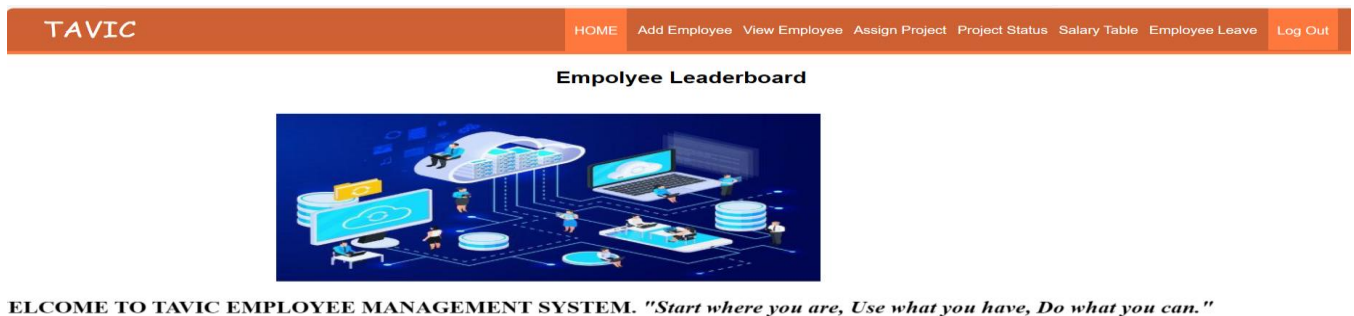 TAVIC
HOME Add Employee View Employee Assign Project Project Status Salary Table Employee Leave Log Out
Empolyee Leaderboard
ELCOME TO TAVIC EMPLOYEE MANAGEMENT SYSTEM. "Start where you are, Use what you have, Do what you can."